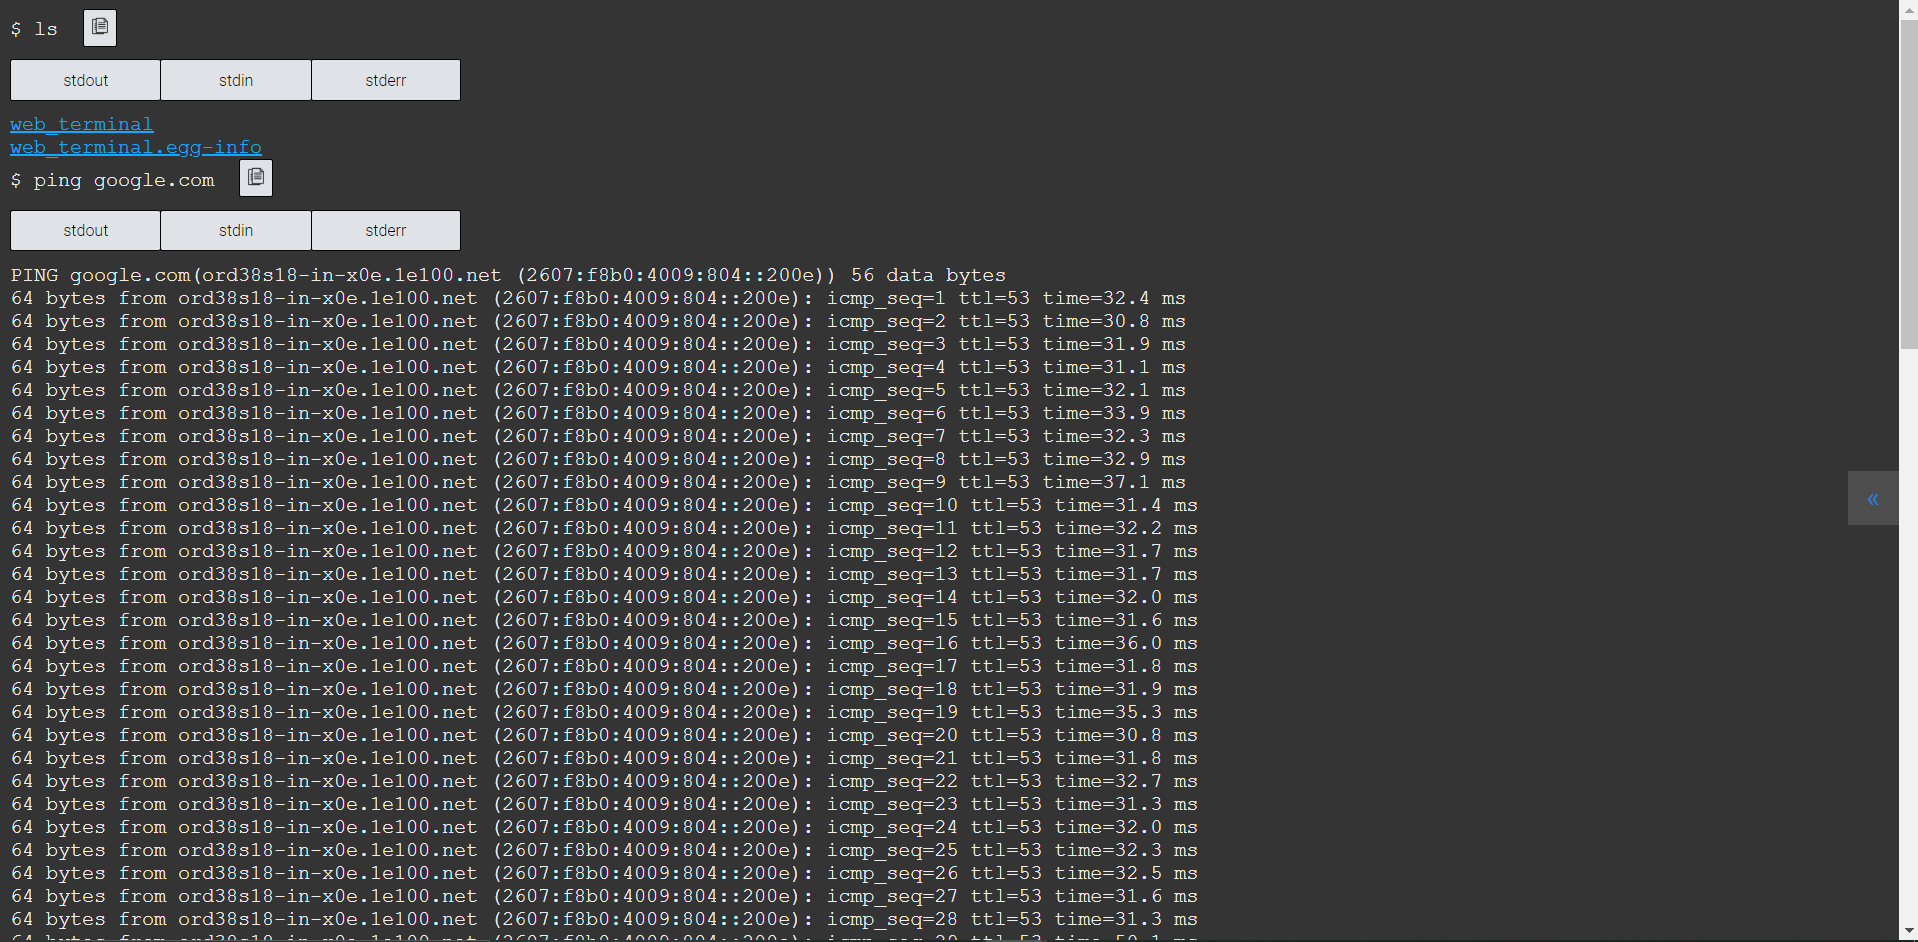 $ ls
stdout stdin stderr
web_terminal
web_terminal.egg-info
$ ping google.com
stdout stdin stderr
PING google.com(ord38s18-in-x0e.1e100.net (2607:f8b0:4009:804::200e)) 56 data bytes
64 bytes from ord38s18-in-x0e.1e100.net (2607:f8b0:4009:804::200e): icmp_seq=1 ttl=53 time=32.4 ms
64 bytes from ord38s18-in-x0e.1e100.net (2607:f8b0:4009:804::200e): icmp_seq=2 ttl=53 time=30.8 ms
64 bytes from ord38s18-in-x0e.1e100.net (2607:f8b0:4009:804::200e): icmp_seq=3 ttl=53 time=31.9 ms
64 bytes from ord38s18-in-x0e.1e100.net (2607:f8b0:4009:804::200e): icmp_seq=4 ttl=53 time=31.1 ms
64 bytes from ord38s18-in-x0e.1e100.net (2607:f8b0:4009:804::200e): icmp_seq=5 ttl=53 time=32.1 ms
64 bytes from ord38s18-in-x0e.1e100.net (2607:f8b0:4009:804::200e): icmp_seq=6 ttl=53 time=33.9 ms
64 bytes from ord38s18-in-x0e.1e100.net (2607:f8b0:4009:804::200e): icmp_seq=7 ttl=53 time=32.3 ms
64 bytes from ord38s18-in-x0e.1e100.net (2607:f8b0:4009:804::200e): icmp_seq=8 ttl=53 time=32.9 ms
64 bytes from ord38s18-in-x0e.1e100.net (2607:f8b0:4009:804::200e): icmp_seq=9 ttl=53 time=37.1 ms
64 bytes from ord38s18-in-x0e.1e100.net (2607:f8b0:4009:804::200e): icmp_seq=10 ttl=53 time=31.4 ms
64 bytes from ord38s18-in-x0e.1e100.net (2607:f8b0:4009:804::200e): icmp_seq=11 ttl=53 time=32.2 ms
64 bytes from ord38s18-in-x0e.1e100.net (2607:f8b0:4009:804::200e): icmp_seq=12 ttl=53 time=31.7 ms
64 bytes from ord38s18-in-x0e.1e100.net (2607:f8b0:4009:804::200e): icmp_seq=13 ttl=53 time=31.7 ms
64 bytes from ord38s18-in-x0e.1e100.net (2607:f8b0:4009:804::200e): icmp_seq=14 ttl=53 time=32.0 ms
64 bytes from ord38s18-in-x0e.1e100.net (2607:f8b0:4009:804::200e): icmp_seq=15 ttl=53 time=31.6 ms
64 bytes from ord38s18-in-x0e.1e100.net (2607:f8b0:4009:804::200e): icmp_seq=16 ttl=53 time=36.0 ms
64 bytes from ord38s18-in-x0e.1e100.net (2607:f8b0:4009:804::200e): icmp_seq=17 ttl=53 time=31.8 ms
64 bytes from ord38s18-in-x0e.1e100.net (2607:f8b0:4009:804::200e): icmp_seq=18 ttl=53 time=31.9 ms
64 bytes from ord38s18-in-x0e.1e100.net (2607:f8b0:4009:804::200e): icmp_seq=19 ttl=53 time=35.3 ms
64 bytes from ord38s18-in-x0e.1e100.net (2607:f8b0:4009:804::200e): icmp_seq=20 ttl=53 time=30.8 ms
64 bytes from ord38s18-in-x0e.1e100.net (2607:f8b0:4009:804::200e): icmp_seq=21 ttl=53 time=31.8 ms
64 bytes from ord38s18-in-x0e.1e100.net (2607:f8b0:4009:804::200e): icmp_seq=22 ttl=53 time=32.7 ms
64 bytes from ord38s18-in-x0e.1e100.net (2607:f8b0:4009:804::200e): icmp_seq=23 ttl=53 time=31.3 ms
64 bytes from ord38s18-in-x0e.1e100.net (2607:f8b0:4009:804::200e): icmp_seq=24 ttl=53 time=32.0 ms
64 bytes from ord38s18-in-x0e.1e100.net (2607:f8b0:4009:804::200e): icmp_seq=25 ttl=53 time=32.3 ms
64 bytes from ord38s18-in-x0e.1e100.net (2607:f8b0:4009:804::200e): icmp_seq=26 ttl=53 time=32.5 ms
64 bytes from ord38s18-in-x0e.1e100.net (2607:f8b0:4009:804::200e): icmp_seq=27 ttl=53 time=31.6 ms
64 bytes from ord38s18-in-x0e.1e100.net (2607:f8b0:4009:804::200e): icmp_seq=28 ttl=53 time=31.3 ms
«